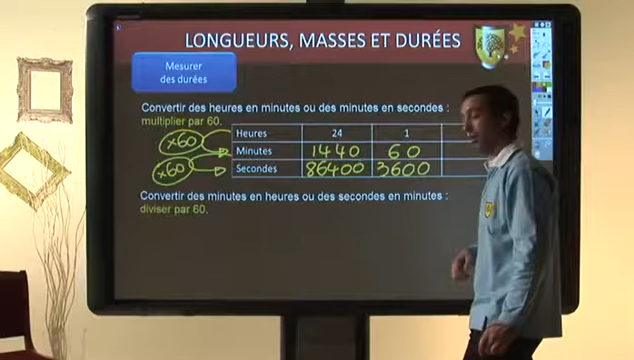 LONGUEURS, MASSES ET DURÉES
Mesurer
des durées
Convertir des heures en minutes ou des minutes en secondes :
multiplier par 60.
Heures 24 1
×60
Minutes 1440 60
×60
Secondes 86400 3600
Convertir des minutes en heures ou des secondes en minutes :
diviser par 60.